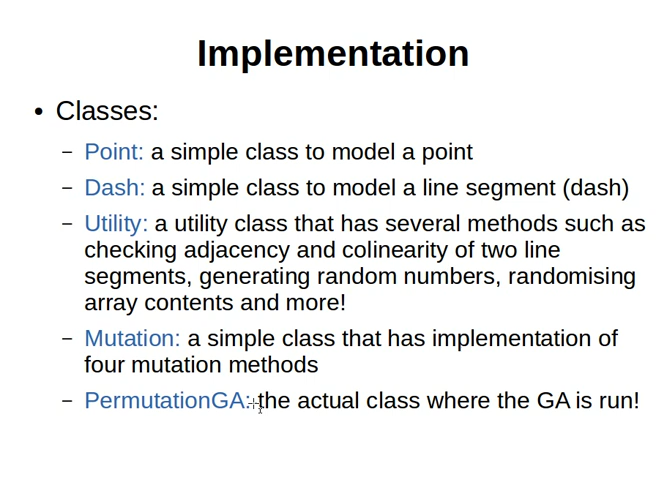 Implementation
• Classes:
– Point: a simple class to model a point
– Dash: a simple class to model a line segment (dash)
– Utility: a utility class that has several methods such as
checking adjacency and colinearity of two line
segments, generating random numbers, randomising
array contents and more!
– Mutation: a simple class that has implementation of
four mutation methods
– PermutationGA: the actual class where the GA is run!